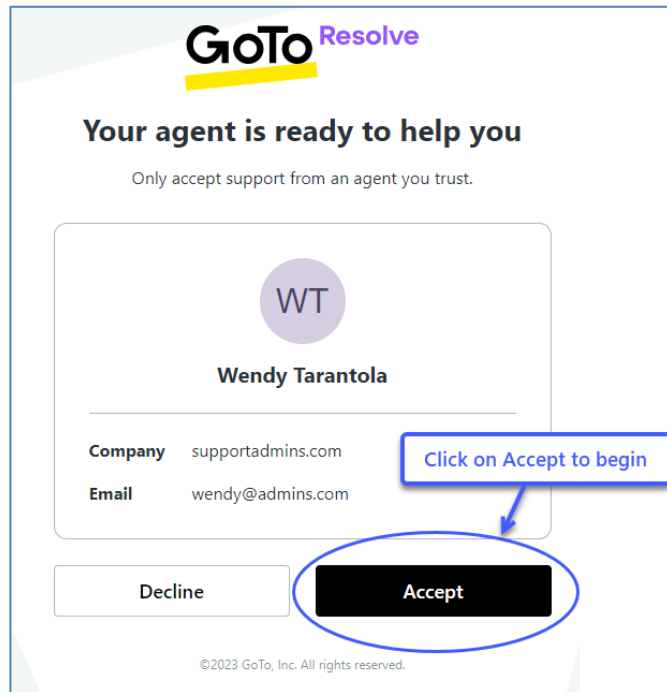 GoTo Resolve
Your agent is ready to help you
Only accept support from an agent you trust.
WT
Wendy Tarantola
Company supportadmins.com
Click on Accept to begin
Email wendy@admins.com
Decline Accept
©2023 GoTo, Inc. All rights reserved.